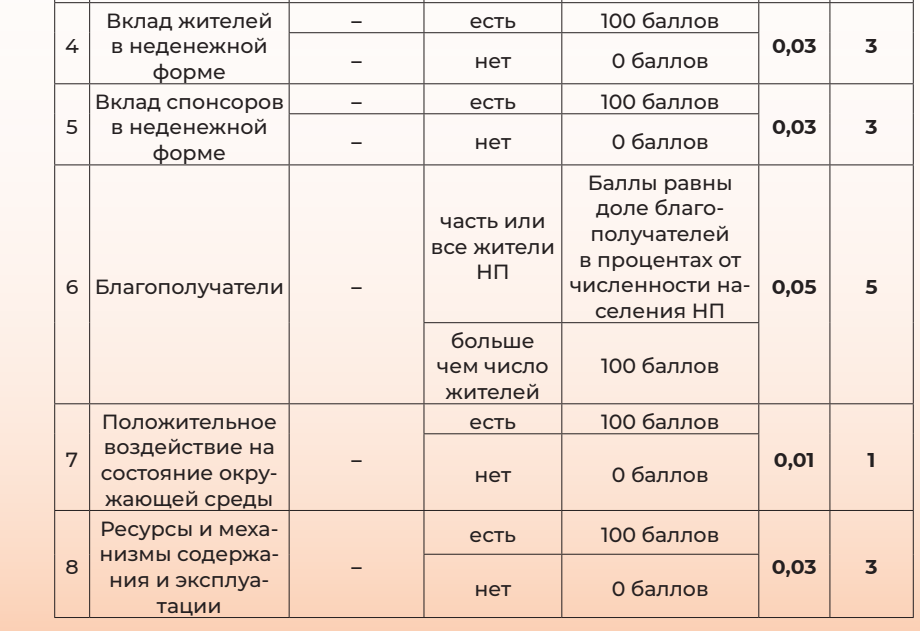 4
Вклад жителей
в неденежной
форме
–
есть
100 баллов
–
нет
0 баллов
0,03
3
5
Вклад спонсоров
в неденежной
форме
–
есть
100 баллов
–
нет
0 баллов
0,03
3
6
Благополучатели
–
часть или
все жители
НП
Баллы равны
доле благо-
получателей
в процентах от
численности на-
селения НП
больше
чем число
жителей
100 баллов
0,05
5
7
Положительное
воздействие на
состояние окру-
жающей среды
–
есть
100 баллов
нет
0 баллов
0,01
1
8
Ресурсы и меха-
низмы содержа-
ния и эксплуа-
тации
–
есть
100 баллов
нет
0 баллов
0,03
3